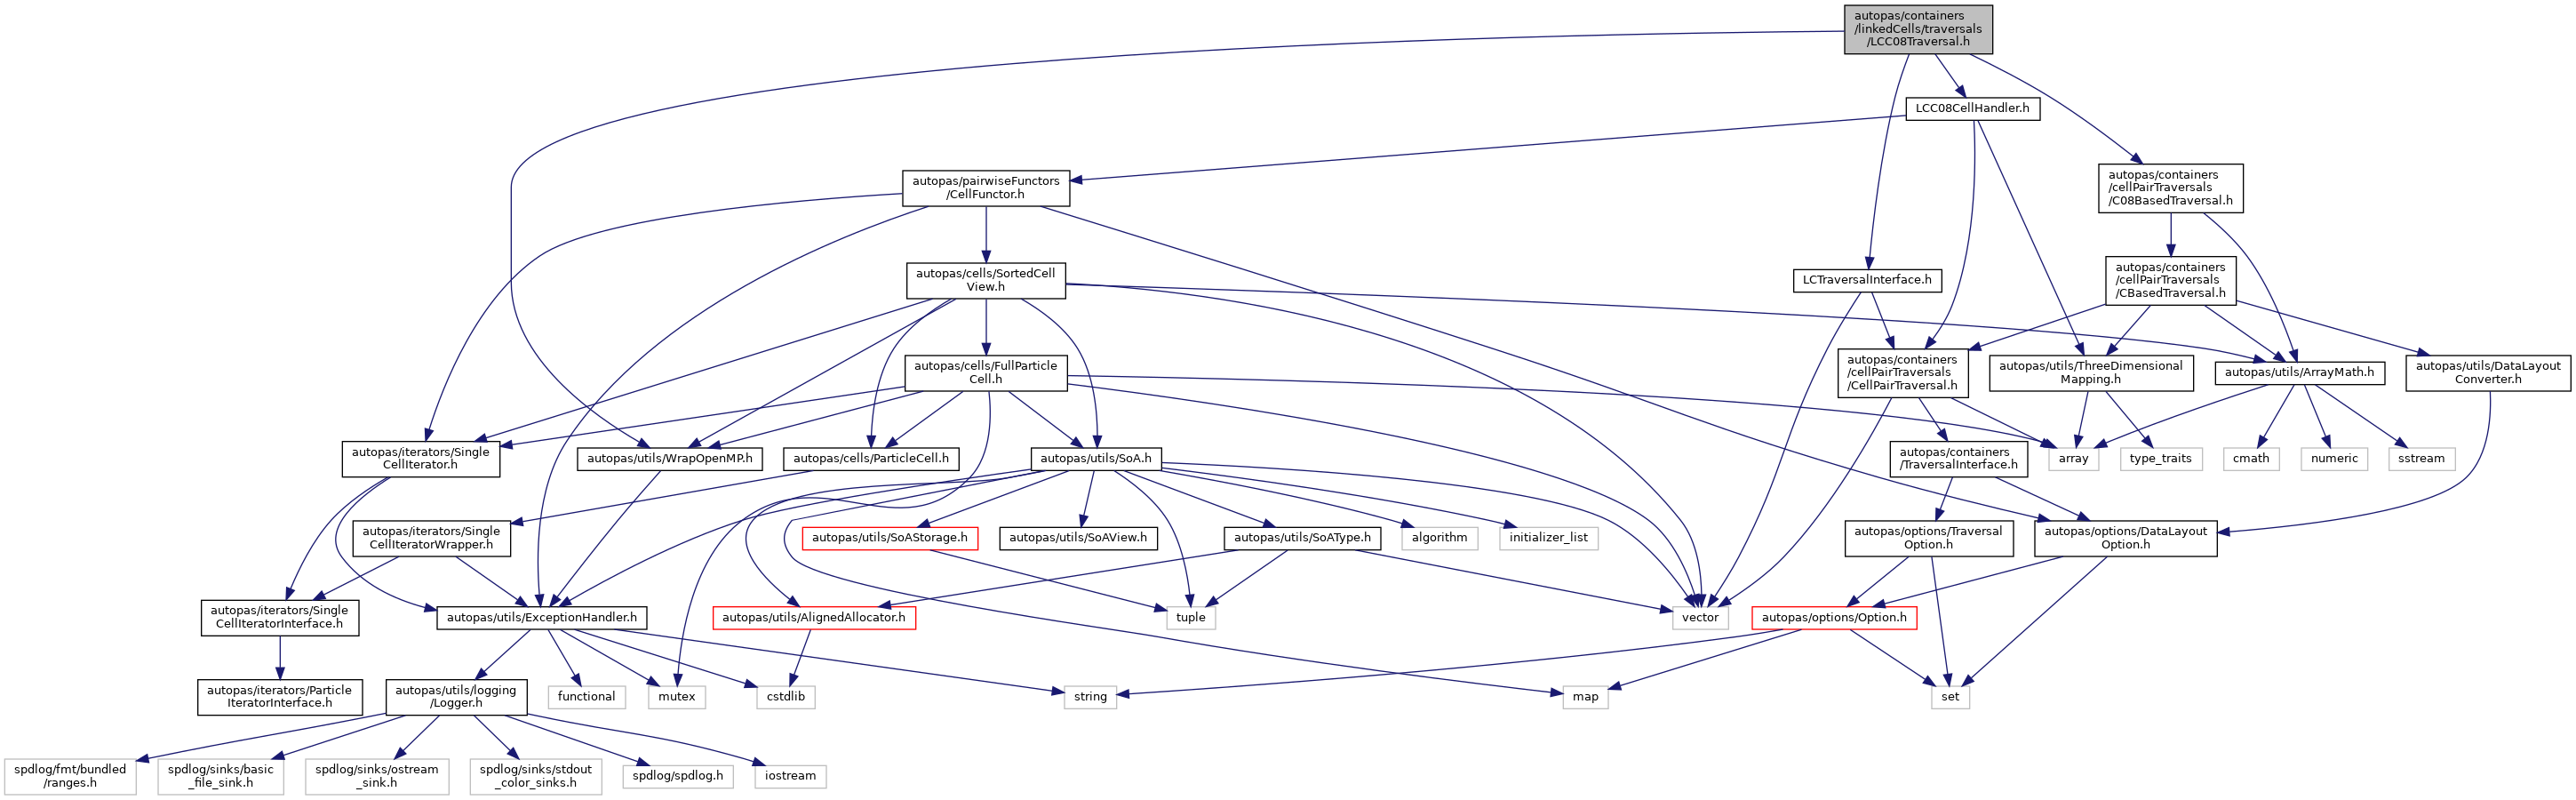 autopas/containers
/linkedCells/traversals
/LCC08Traversal.h
LCC08CellHandler.h
autopas/pairwiseFunctors
/CellFunctor.h
autopas/containers
/cellPairTraversals
/C08BasedTraversal.h
autopas/cells/SortedCell
View.h
LCTraversalInterface.h
autopas/containers
/cellPairTraversals
/CBasedTraversal.h
autopas/cells/FullParticle
Cell.h
autopas/containers
/cellPairTraversals
/CellPairTraversal.h
autopas/utils/ThreeDimensional
Mapping.h
autopas/utils/ArrayMath.h
autopas/utils/DataLayout
Converter.h
autopas/iterators/Single
CellIterator.h
autopas/utils/WrapOpenMP.h
autopas/cells/ParticleCell.h
autopas/utils/SoA.h
autopas/containers
/TraversalInterface.h
array
type_traits
cmath
numeric
sstream
autopas/iterators/Single
CellIteratorWrapper.h
autopas/utils/SoAStorage.h
autopas/utils/SoAView.h
autopas/utils/SoAType.h
algorithm
initializer_list
autopas/options/Traversal
Option.h
autopas/options/DataLayout
Option.h
autopas/iterators/Single
CellIteratorInterface.h
autopas/utils/ExceptionHandler.h
autopas/utils/AlignedAllocator.h
tuple
vector
autopas/options/Option.h
autopas/iterators/Particle
IteratorInterface.h
autopas/utils/logging
/Logger.h
functional
mutex
cstdlib
string
map
set
spdlog/fmt/bundled
/ranges.h
spdlog/sinks/basic
_file_sink.h
spdlog/sinks/ostream
_sink.h
spdlog/sinks/stdout
_color_sinks.h
spdlog/spdlog.h
iostream